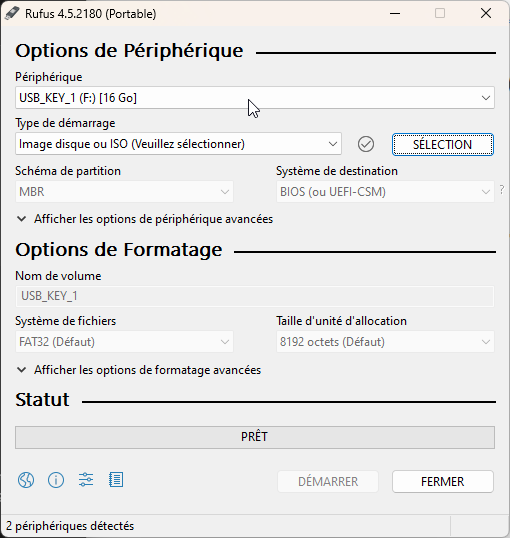 Rufus 4.5.2180 (Portable)
Options de Périphérique
Périphérique
USB_KEY_1 (F:) [16 Go]
Type de démarrage
Image disque ou ISO (Veuillez sélectionner)
SÉLECTION
Schéma de partition
Système de destination
MBR
BIOS (ou UEFI-CSM)
?
Afficher les options de périphérique avancées
Options de Formatage
Nom de volume
USB_KEY_1
Système de fichiers
Taille d'unité d'allocation
FAT32 (Défaut)
8192 octets (Défaut)
Afficher les options de formatage avancées
Statut
PRÊT
DÉMARRER
FERMER
2 périphériques détectés